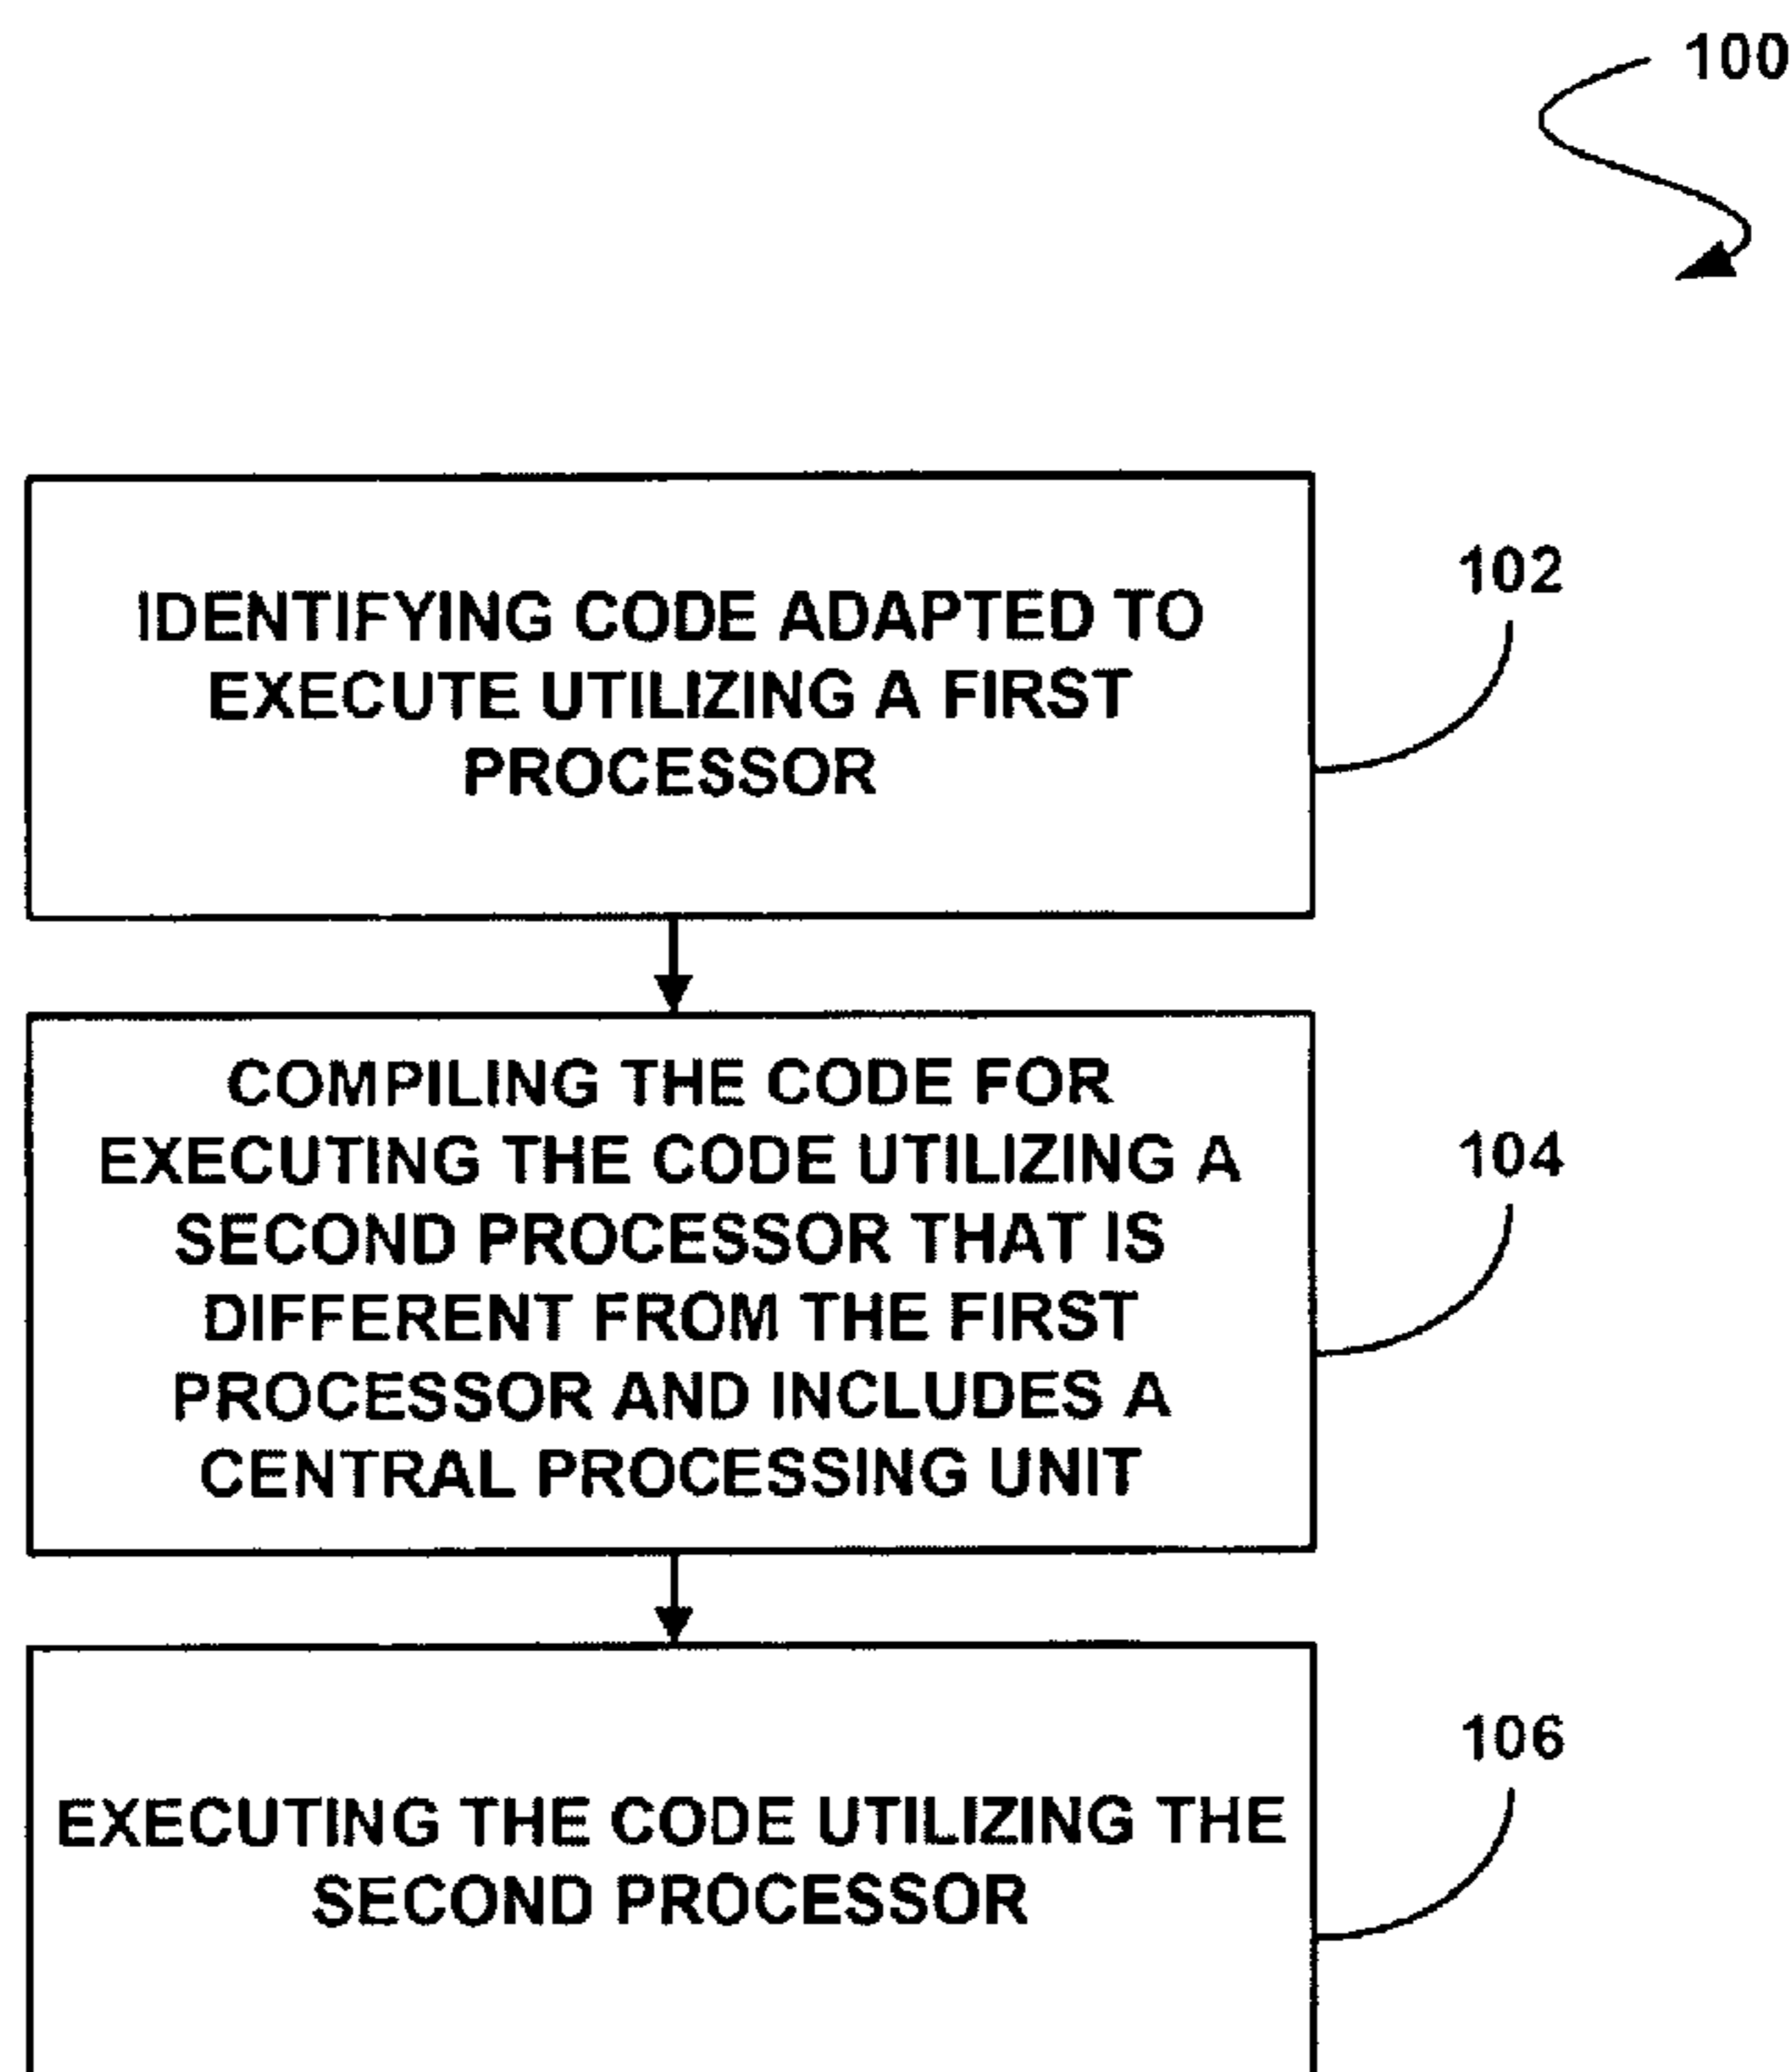 100
IDENTIFYING CODE ADAPTED TO
EXECUTE UTILIZING A FIRST
PROCESSOR
102
COMPILING THE CODE FOR
EXECUTING THE CODE UTILIZING A
SECOND PROCESSOR THAT IS
DIFFERENT FROM THE FIRST
PROCESSOR AND INCLUDES A
CENTRAL PROCESSING UNIT
104
EXECUTING THE CODE UTILIZING THE
SECOND PROCESSOR
106